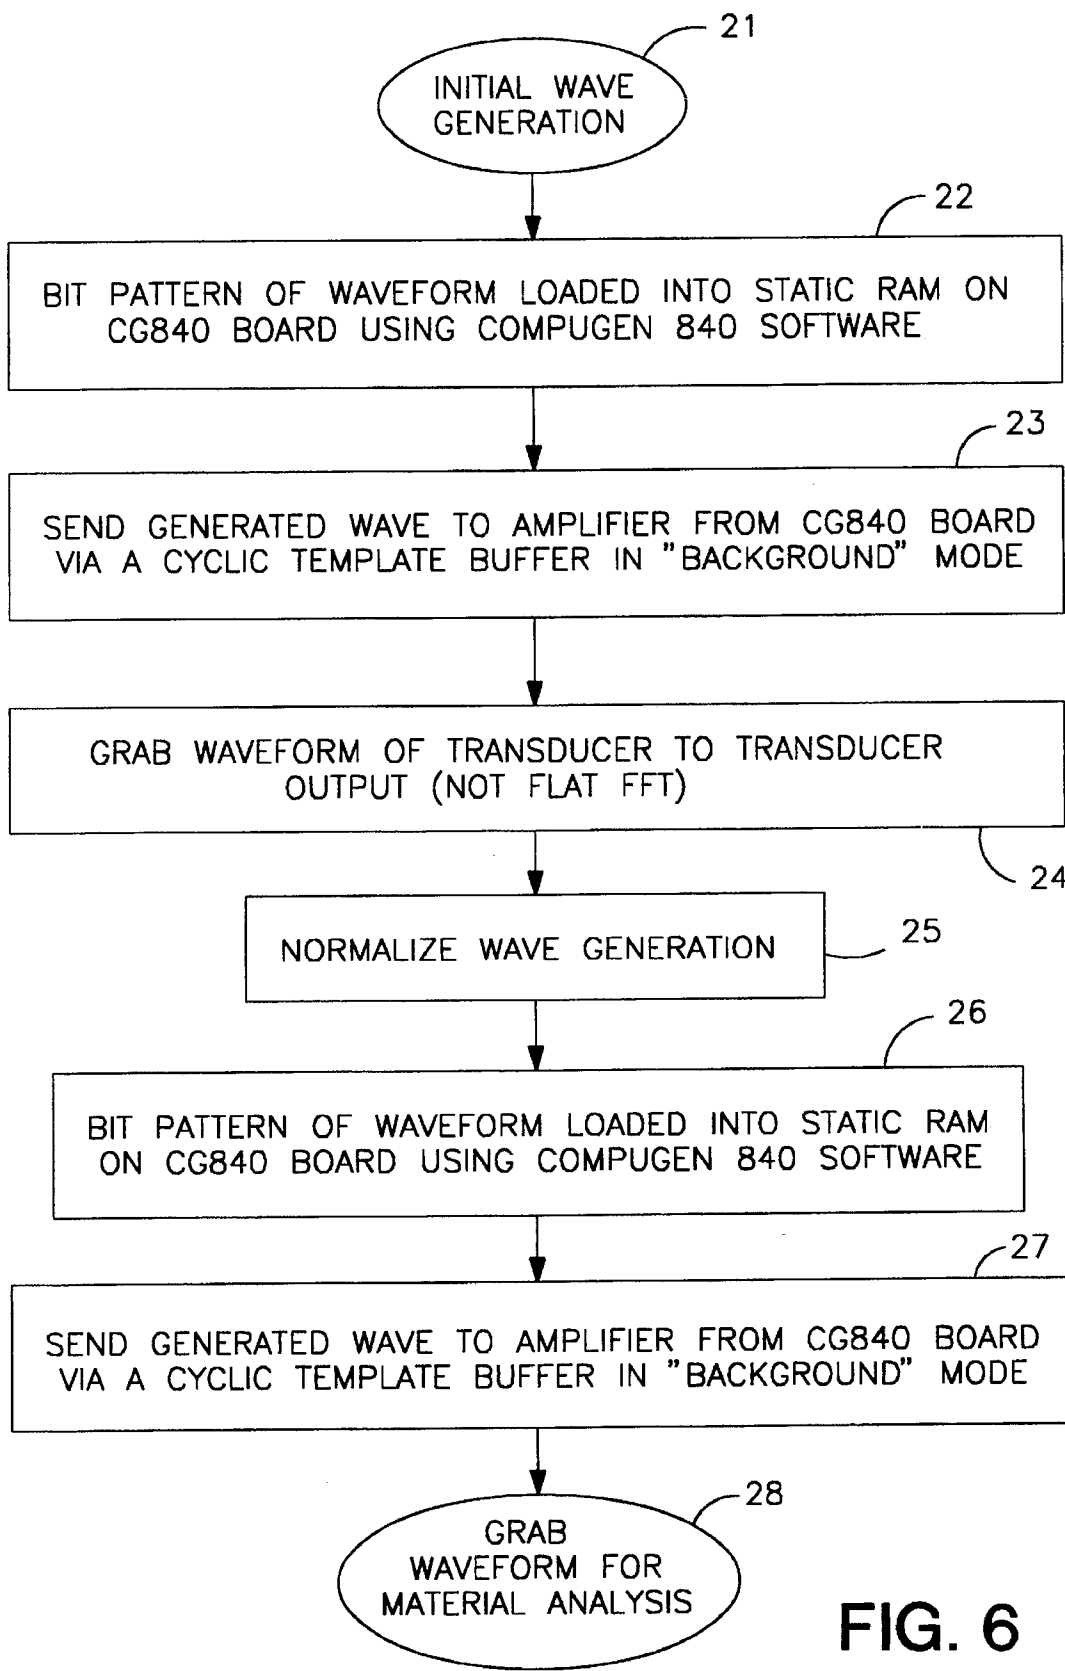 21
INITIAL WAVE
GENERATION
22
BIT PATTERN OF WAVEFORM LOADED INTO STATIC RAM ON
CG840 BOARD USING COMPUGEN 840 SOFTWARE
23
SEND GENERATED WAVE TO AMPLIFIER FROM CG840 BOARD
VIA A CYCLIC TEMPLATE BUFFER IN "BACKGROUND" MODE
GRAB WAVEFORM OF TRANSDUCER TO TRANSDUCER
OUTPUT (NOT FLAT FFT)
24
NORMALIZE WAVE GENERATION
25
26
BIT PATTERN OF WAVEFORM LOADED INTO STATIC RAM
ON CG840 BOARD USING COMPUGEN 840 SOFTWARE
27
SEND GENERATED WAVE TO AMPLIFIER FROM CG840 BOARD
VIA A CYCLIC TEMPLATE BUFFER IN "BACKGROUND" MODE
28
GRAB
WAVEFORM FOR
MATERIAL ANALYSIS
FIG. 6